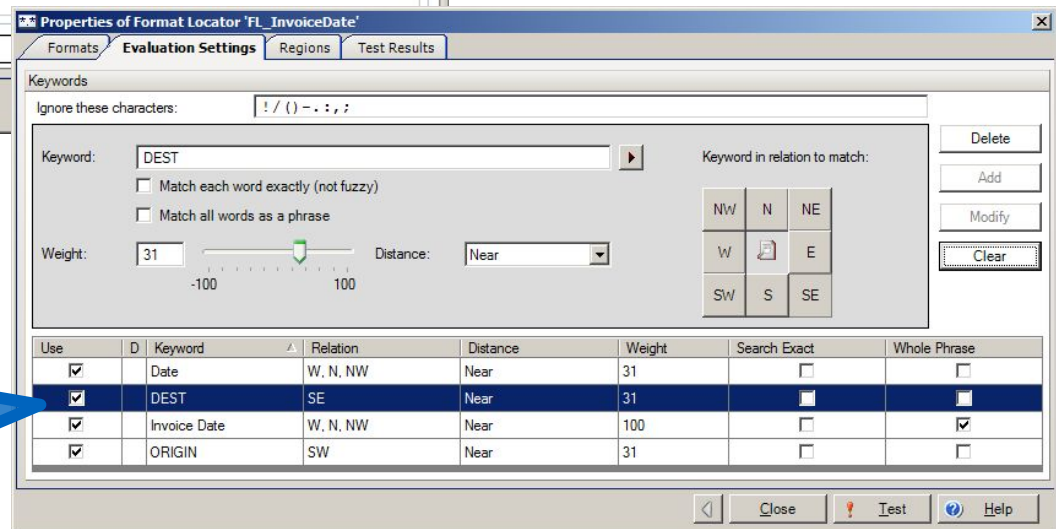 Properties of Format Locator 'FL_InvoiceDate'
Formats Evaluation Settings Regions Test Results
Keywords
Ignore these characters: !/()-.:,;
Keyword: DEST Keyword in relation to match: Delete
Match each word exactly (not fuzzy) Add
Match all words as a phrase NW N NE Modify
Weight: 31 Distance: Near W E Clear
-100 100 SW S SE
Use D Keyword Relation Distance Weight Search Exact Whole Phrase
Date W, N, NW Near 31
DEST SE Near 31
Invoice Date W, N, NW Near 100
ORIGIN SW Near 31
Close Test Help